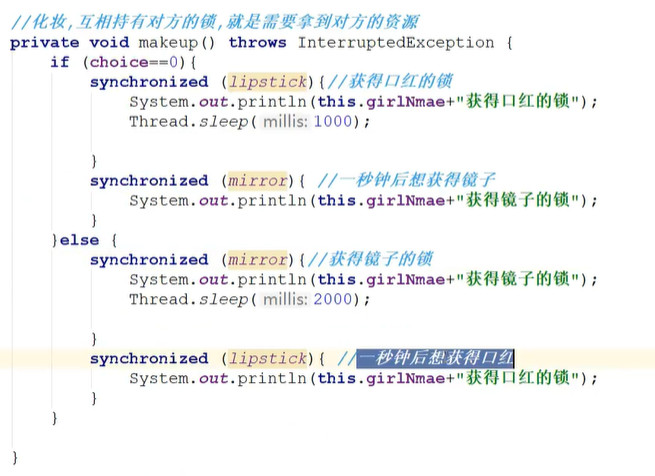 //化妆,互相持有对方的锁,就是需要拿到对方的资源
private void makeup() throws InterruptedException {
    if (choice==0){
        synchronized (lipstick){//获得口红的锁
            System.out.println(this.girlNmae+"获得口红的锁");
            Thread.sleep( millis: 1000);

        }
        synchronized (mirror){ //一秒钟后想获得镜子
            System.out.println(this.girlNmae+"获得镜子的锁");
        }
    }else {
        synchronized (mirror){//获得镜子的锁
            System.out.println(this.girlNmae+"获得镜子的锁");
            Thread.sleep( millis: 2000);

        }
        synchronized (lipstick){ //一秒钟后想获得口红
            System.out.println(this.girlNmae+"获得口红的锁");
        }
    }

}